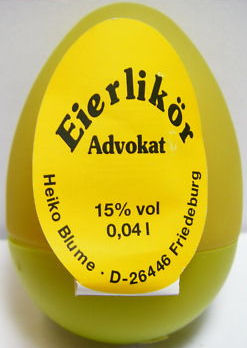 Eierlikör
Advokat
15% vol
0,04 l
Heiko Blume · D-26446 Friedeburg